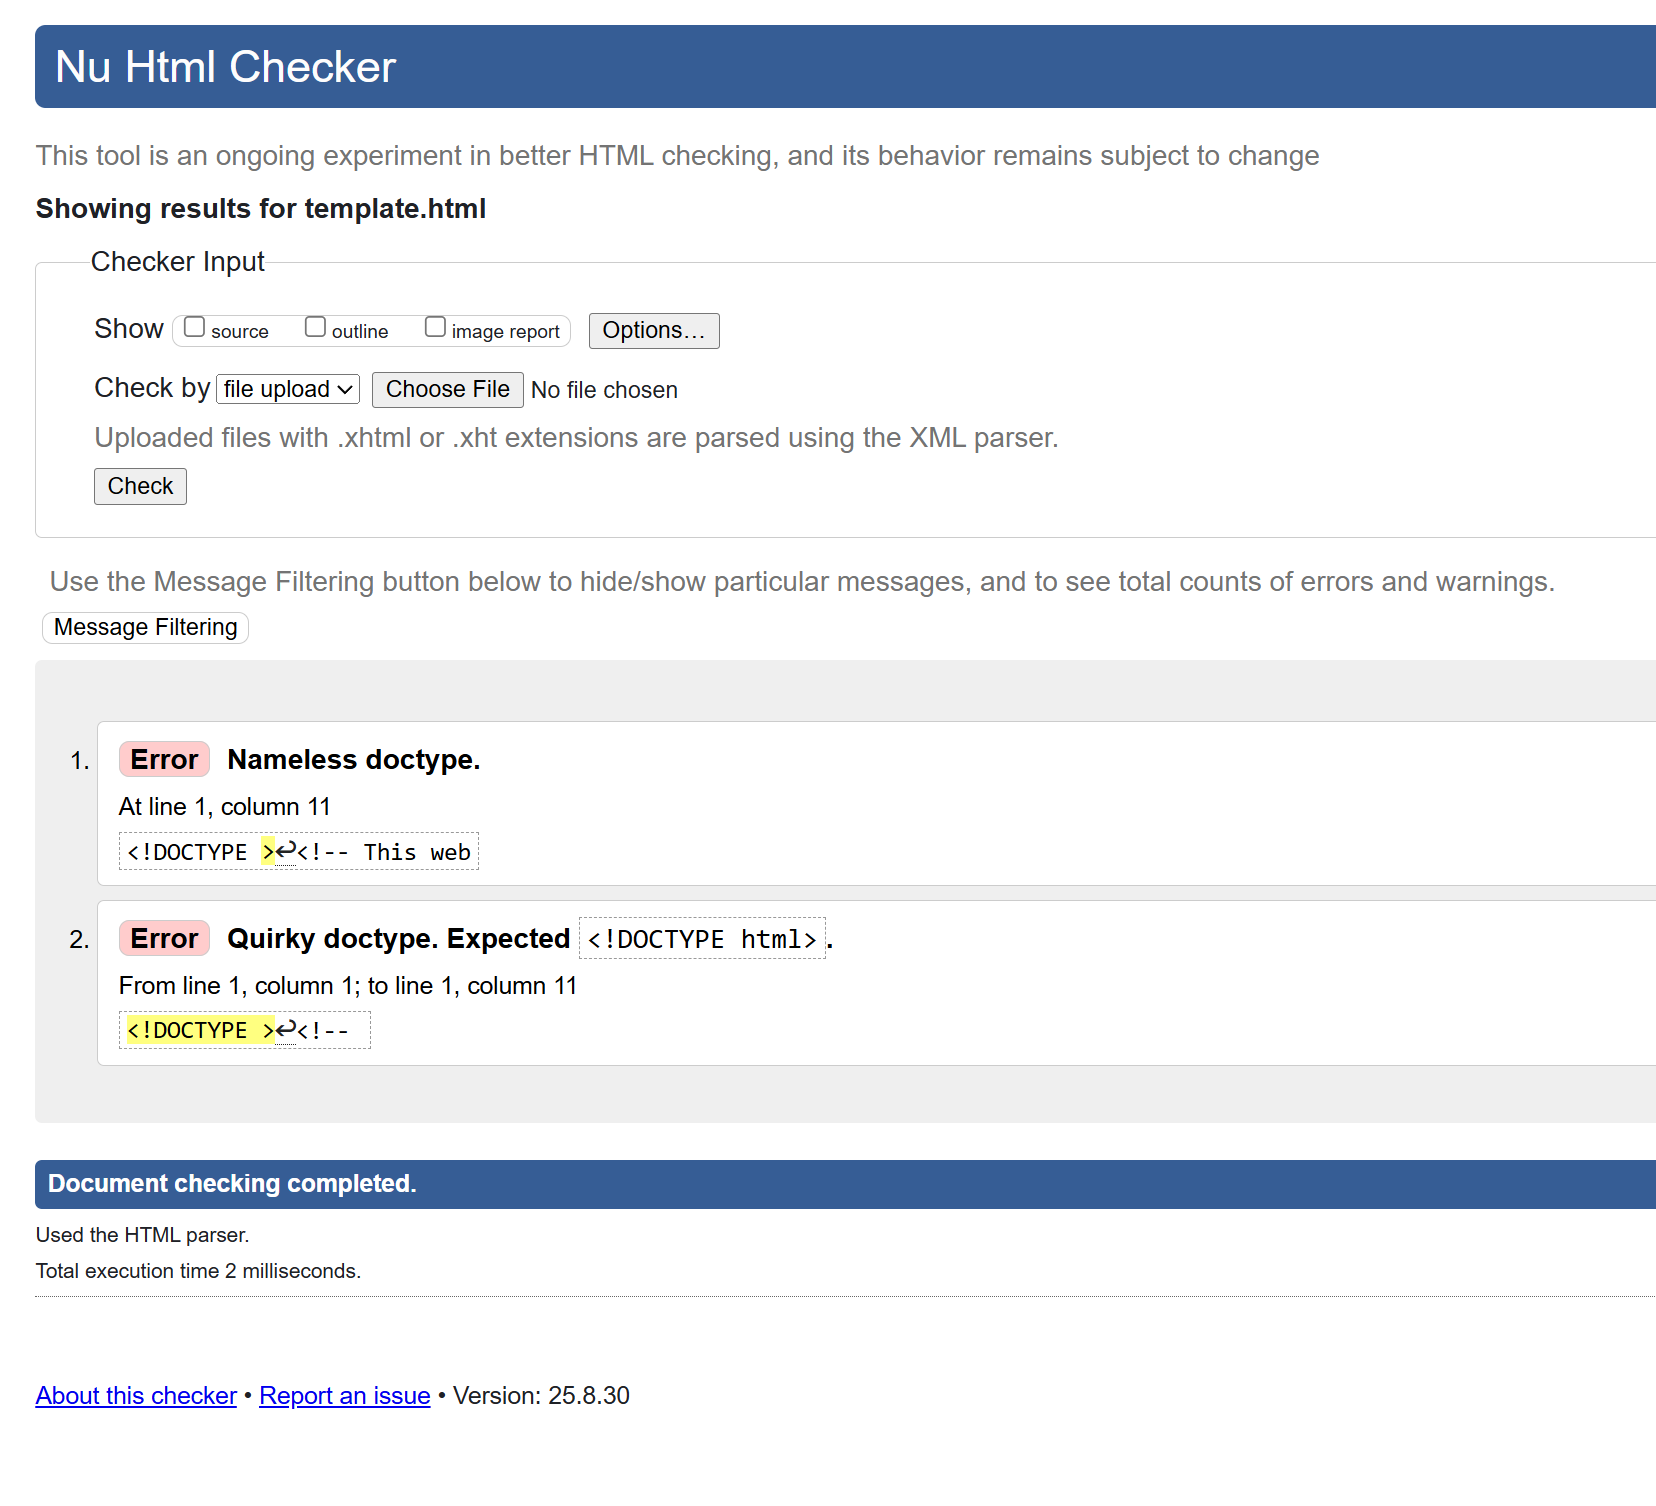 Nu Html Checker
This tool is an ongoing experiment in better HTML checking, and its behavior remains subject to change
Showing results for template.html
Checker Input
Show source outline image report Options…
Check by file upload Choose File No file chosen
Uploaded files with .xhtml or .xht extensions are parsed using the XML parser.
Check
Use the Message Filtering button below to hide/show particular messages, and to see total counts of errors and warnings.
Message Filtering
1. Error Nameless doctype.
At line 1, column 11
<!DOCTYPE >↩<!-- This web
2. Error Quirky doctype. Expected <!DOCTYPE html>.
From line 1, column 1; to line 1, column 11
<!DOCTYPE >↩<!--
Document checking completed.
Used the HTML parser.
Total execution time 2 milliseconds.
About this checker • Report an issue • Version: 25.8.30